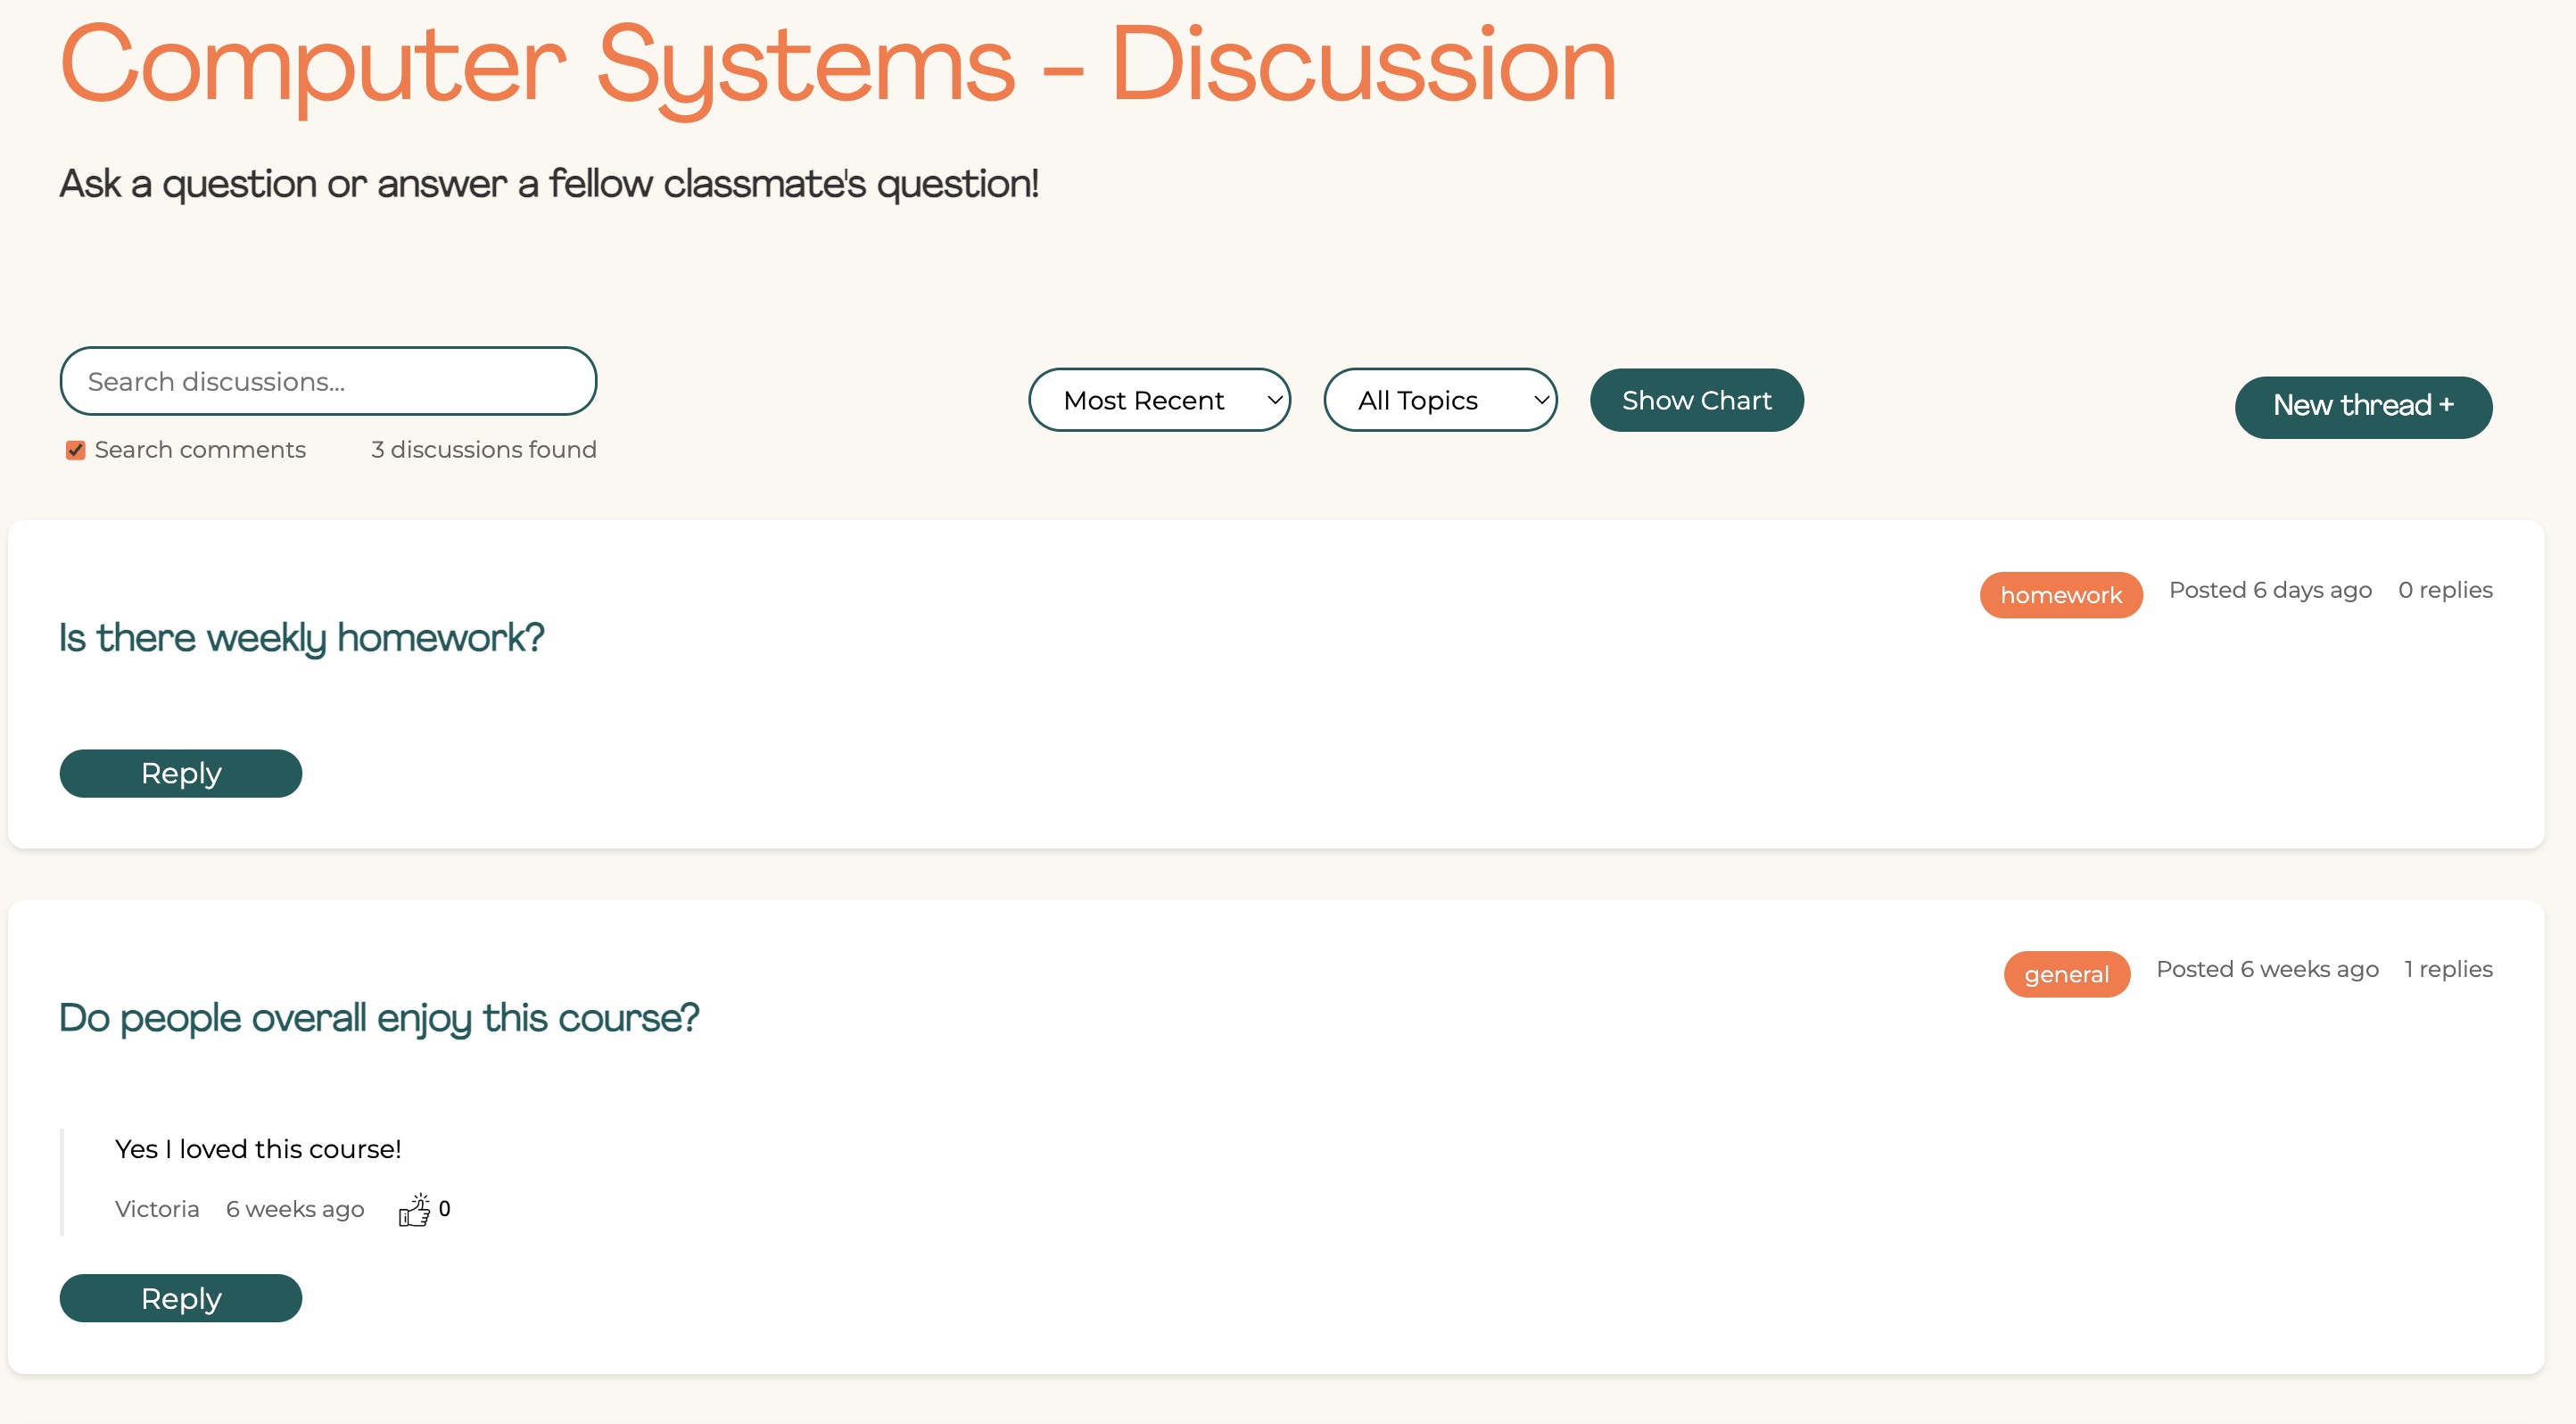 Computer Systems - Discussion
Ask a question or answer a fellow classmate's question!
Search discussions...
Search comments
3 discussions found
Most Recent
All Topics
Show Chart
New thread +
homework
Posted 6 days ago
0 replies
Is there weekly homework?
Reply
general
Posted 6 weeks ago
1 replies
Do people overall enjoy this course?
Yes I loved this course!
Victoria
6 weeks ago
0
Reply